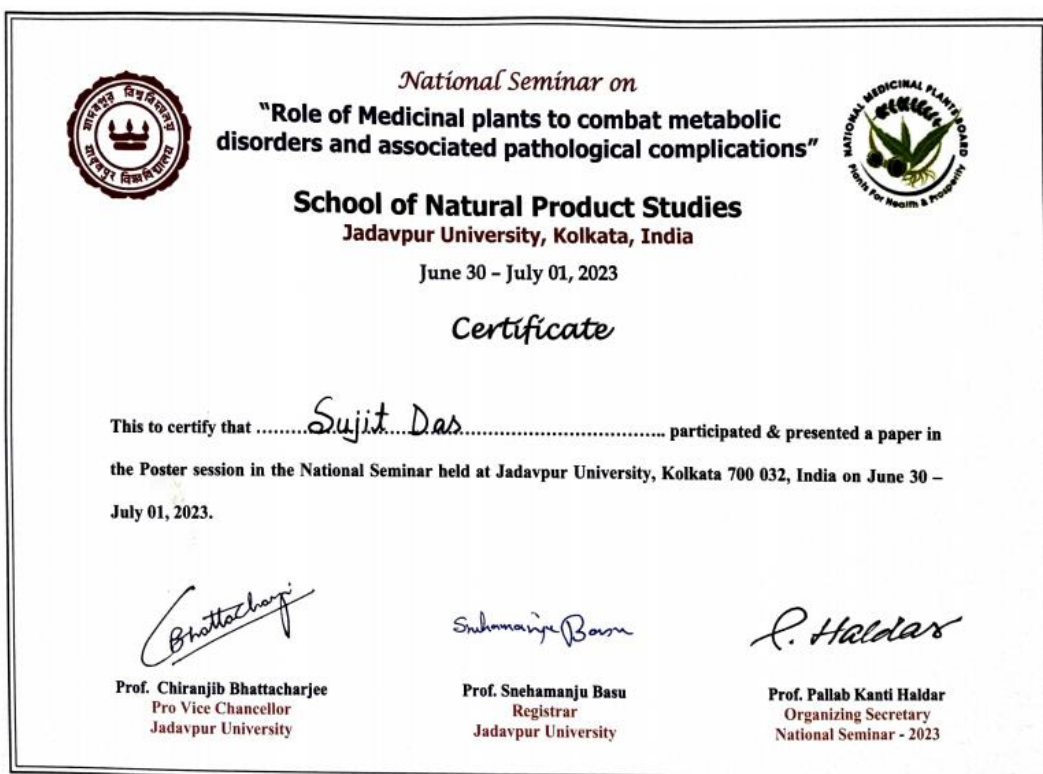 National Seminar on
"Role of Medicinal plants to combat metabolic
disorders and associated pathological complications"
School of Natural Product Studies
Jadavpur University, Kolkata, India
June 30 – July 01, 2023
যাদবপুর বিশ্ববিদ্যালয়
NATIONAL MEDICINAL PLANTS BOARD
Plants For Health & Prosperity
Certificate
This to certify that .........Sujit Das............................................ participated & presented a paper in
the Poster session in the National Seminar held at Jadavpur University, Kolkata 700 032, India on June 30 –
July 01, 2023.
Bhattacharjee
Snehamanju Basu
P. Haldar
Prof. Chiranjib Bhattacharjee
Pro Vice Chancellor
Jadavpur University
Prof. Snehamanju Basu
Registrar
Jadavpur University
Prof. Pallab Kanti Haldar
Organizing Secretary
National Seminar - 2023